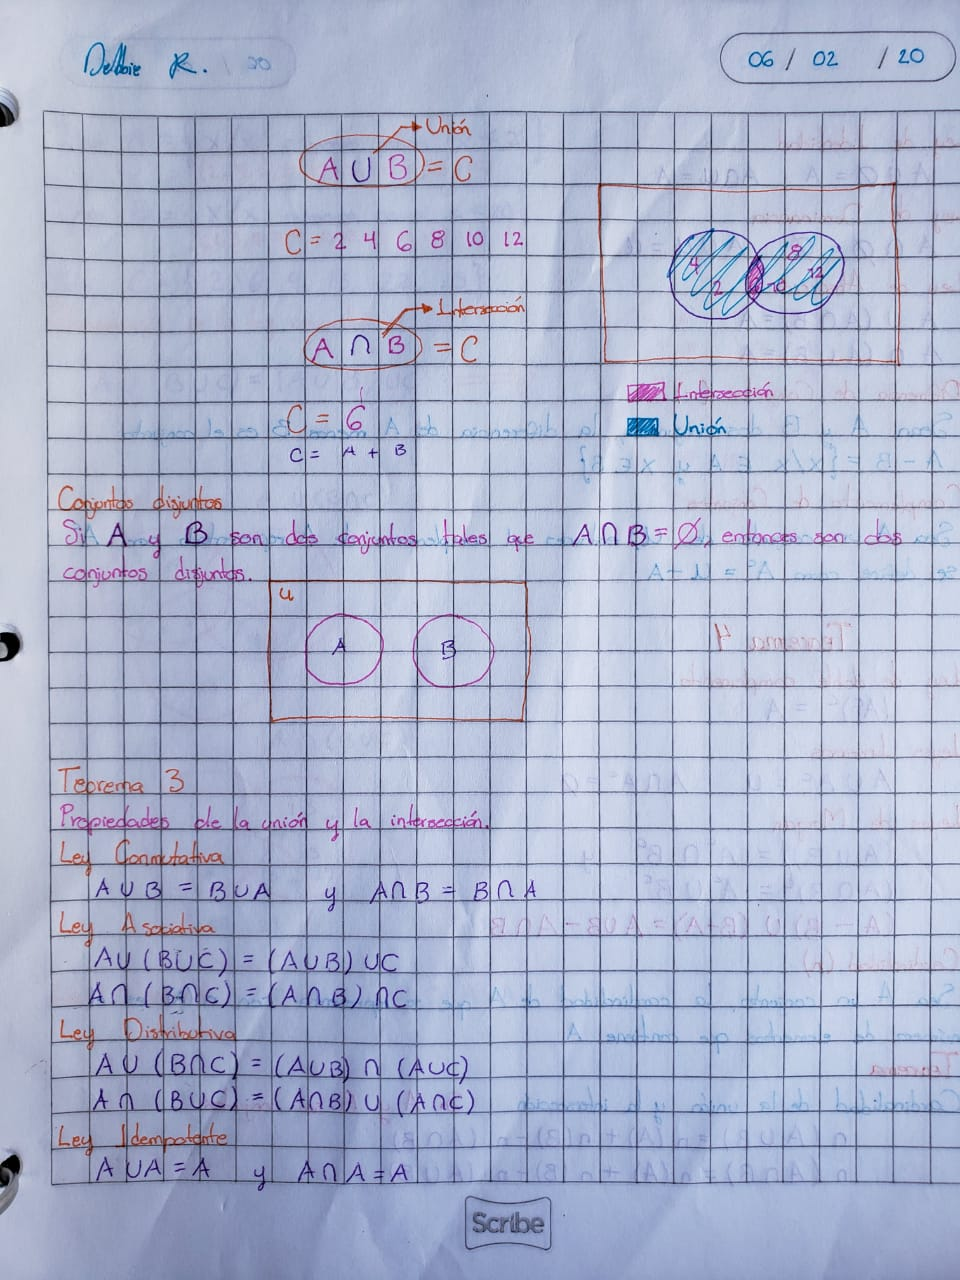 Debbie R.
06 / 02 / 20
Unión
A U B = C
C = 2 4 6 8 10 12
4 2 6 10 8 12
Intersección
A ∩ B = C
Intersección
Unión
C = 6
C = A + B
Conjuntos disjuntos
Si A y B son dos conjuntos tales que A ∩ B = Ø, entonces son dos
conjuntos disjuntos.
U
A B
Teorema 3
Propiedades de la unión y la intersección.
Ley Conmutativa
A U B = B U A y A ∩ B = B ∩ A
Ley Asociativa
A U (B U C) = (A U B) U C
A ∩ (B ∩ C) = (A ∩ B) ∩ C
Ley Distributiva
A U (B ∩ C) = (A U B) ∩ (A U C)
A ∩ (B U C) = (A ∩ B) U (A ∩ C)
Ley Idempotente
A U A = A y A ∩ A = A
Scribe